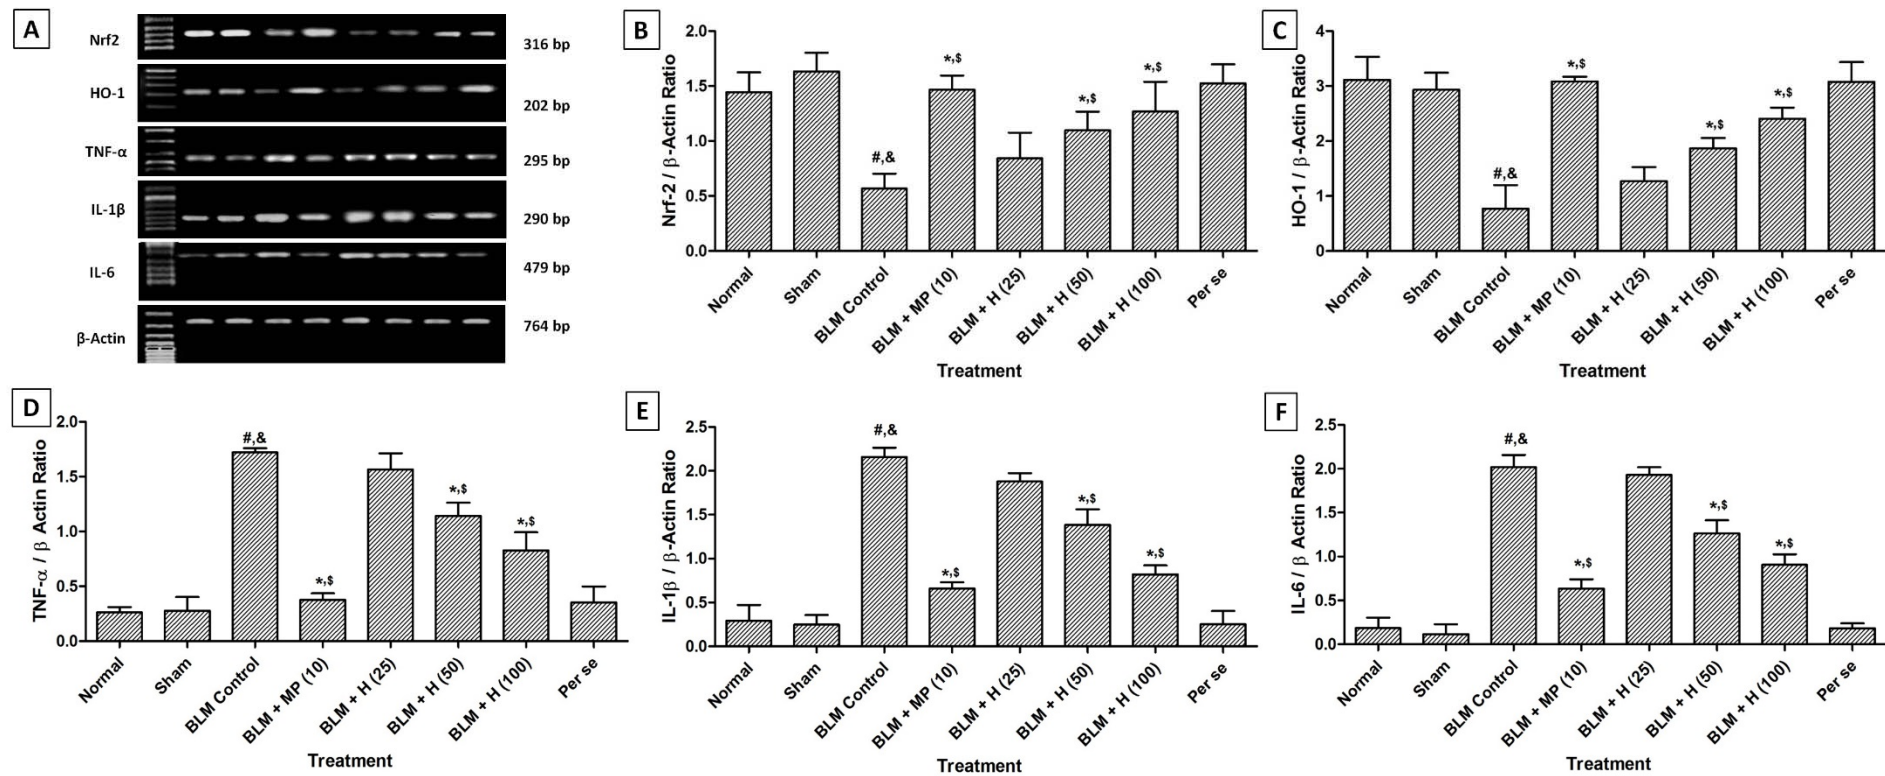 A
Nrf2
316 bp
HO-1
202 bp
TNF-α
295 bp
IL-1β
290 bp
IL-6
479 bp
β-Actin
764 bp
B
Nrf-2 / β-Actin Ratio
2.0
1.5
1.0
0.5
0.0
#,&
*,$
*,$
*,$
Normal
Sham
BLM Control
BLM + MP (10)
BLM + H (25)
BLM + H (50)
BLM + H (100)
Per se
Treatment
C
HO-1 / β-Actin Ratio
4
3
2
1
0
#,&
*,$
*,$
*,$
Normal
Sham
BLM Control
BLM + MP (10)
BLM + H (25)
BLM + H (50)
BLM + H (100)
Per se
Treatment
D
TNF-α / β Actin Ratio
2.0
1.5
1.0
0.5
0.0
#,&
*,$
*,$
*,$
Normal
Sham
BLM Control
BLM + MP (10)
BLM + H (25)
BLM + H (50)
BLM + H (100)
Per se
Treatment
E
IL-1β / β-Actin Ratio
2.5
2.0
1.5
1.0
0.5
0.0
#,&
*,$
*,$
*,$
Normal
Sham
BLM Control
BLM + MP (10)
BLM + H (25)
BLM + H (50)
BLM + H (100)
Per se
Treatment
F
IL-6 / β Actin Ratio
2.5
2.0
1.5
1.0
0.5
0.0
#,&
*,$
*,$
*,$
Normal
Sham
BLM Control
BLM + MP (10)
BLM + H (25)
BLM + H (50)
BLM + H (100)
Per se
Treatment